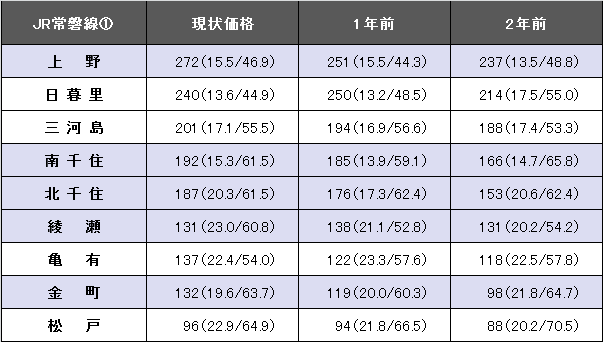 JR常磐線① 現状価格 1年前 2年前
上野 272(15.5/46.9) 251(15.5/44.3) 237(13.5/48.8)
日暮里 240(13.6/44.9) 250(13.2/48.5) 214(17.5/55.0)
三河島 201(17.1/55.5) 194(16.9/56.6) 188(17.4/53.3)
南千住 192(15.3/61.5) 185(13.9/59.1) 166(14.7/65.8)
北千住 187(20.3/61.5) 176(17.3/62.4) 153(20.6/62.4)
綾瀬 131(23.0/60.8) 138(21.1/52.8) 131(20.2/54.2)
亀有 137(22.4/54.0) 122(23.3/57.6) 118(22.5/57.8)
金町 132(19.6/63.7) 119(20.0/60.3) 98(21.8/64.7)
松戸 96(22.9/64.9) 94(21.8/66.5) 88(20.2/70.5)